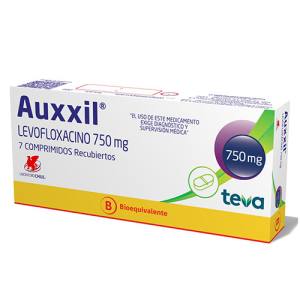 Auxxil®
LEVOFLOXACINO 750 mg
7 COMPRIMIDOS Recubiertos
"EL USO DE ESTE MEDICAMENTO
EXIGE DIAGNÓSTICO Y
SUPERVISIÓN MÉDICA"
750 mg
teva
B Bioequivalente